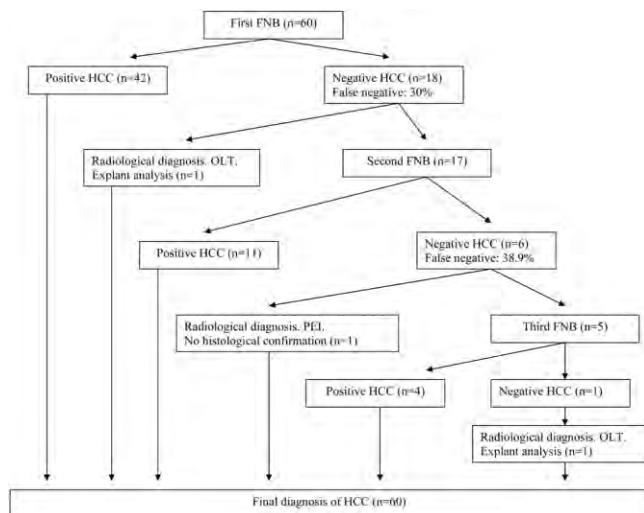 First FNB (n=60)
Positive HCC (n=42)
Negative HCC (n=18)
False negative: 30%
Radiological diagnosis. OLT.
Explant analysis (n=1)
Second FNB (n=17)
Positive HCC (n=11)
Negative HCC (n=6)
False negative: 38.9%
Radiological diagnosis. PEI.
No histological confirmation (n=1)
Third FNB (n=5)
Positive HCC (n=4)
Negative HCC (n=1)
Radiological diagnosis. OLT.
Explant analysis (n=1)
Final diagnosis of HCC (n=60)